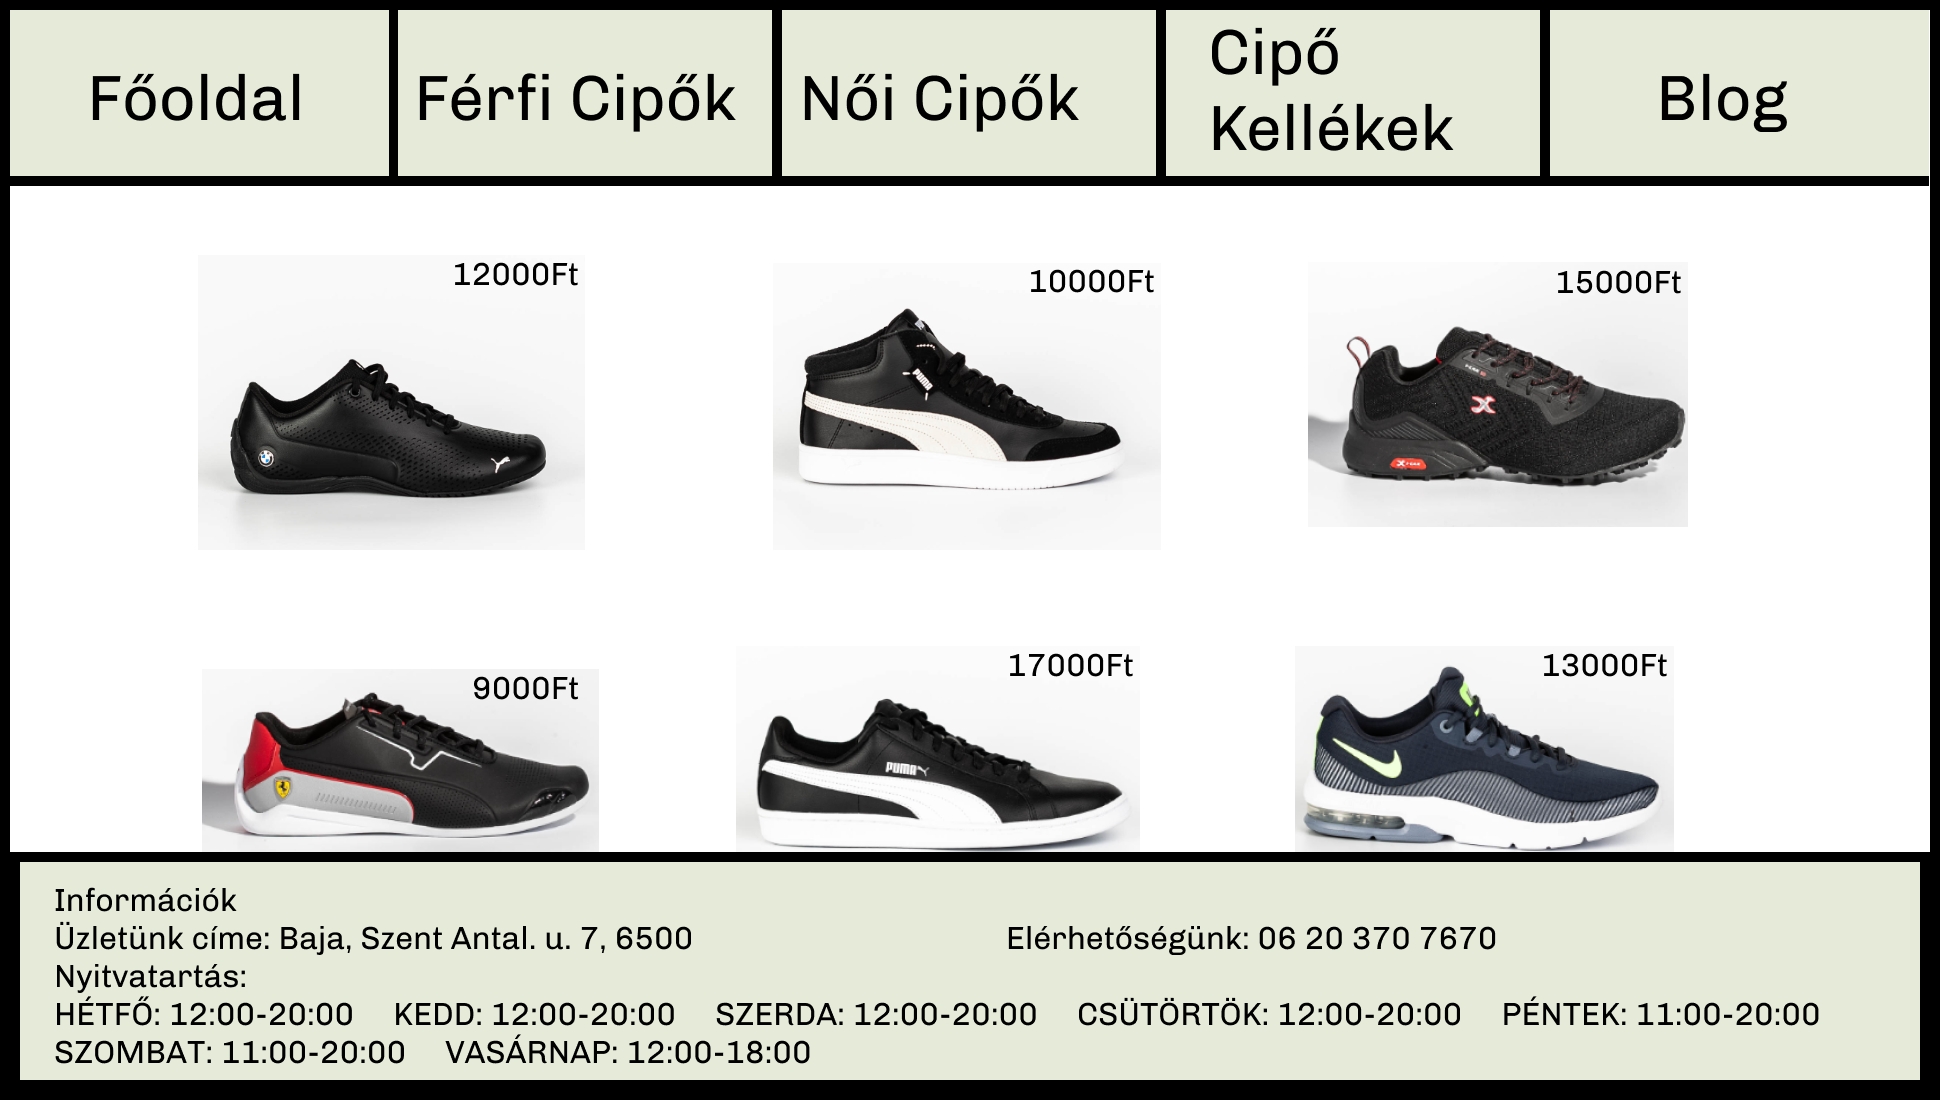 Főoldal
Férfi Cipők
Női Cipők
Cipő
Kellékek
Blog
12000Ft
10000Ft
15000Ft
PUMA
9000Ft
17000Ft
13000Ft
PUMA
Információk
Üzletünk címe: Baja, Szent Antal. u. 7, 6500
Elérhetőségünk: 06 20 370 7670
Nyitvatartás:
HÉTFŐ: 12:00-20:00 KEDD: 12:00-20:00 SZERDA: 12:00-20:00 CSÜTÖRTÖK: 12:00-20:00 PÉNTEK: 11:00-20:00
SZOMBAT: 11:00-20:00 VASÁRNAP: 12:00-18:00